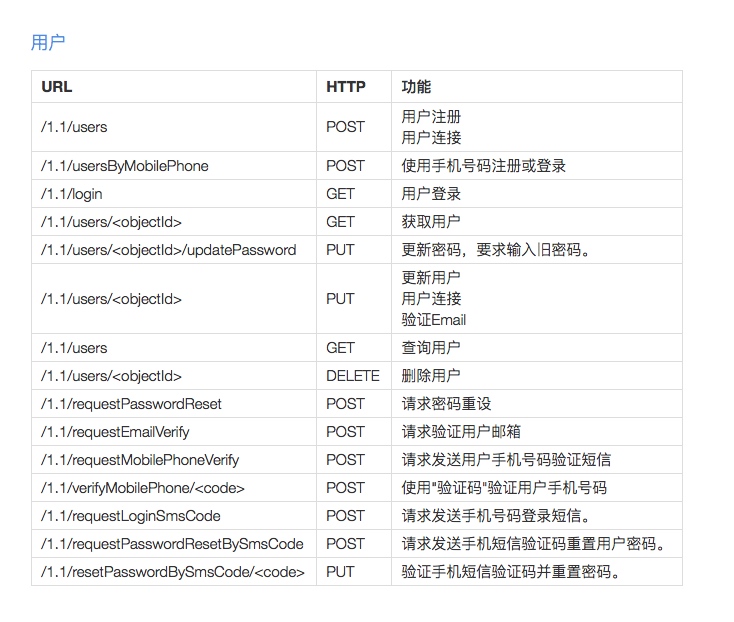 用户
URL HTTP 功能
/1.1/users POST 用户注册
用户连接
/1.1/usersByMobilePhone POST 使用手机号码注册或登录
/1.1/login GET 用户登录
/1.1/users/<objectId> GET 获取用户
/1.1/users/<objectId>/updatePassword PUT 更新密码，要求输入旧密码。
/1.1/users/<objectId> PUT 更新用户
用户连接
验证Email
/1.1/users GET 查询用户
/1.1/users/<objectId> DELETE 删除用户
/1.1/requestPasswordReset POST 请求密码重设
/1.1/requestEmailVerify POST 请求验证用户邮箱
/1.1/requestMobilePhoneVerify POST 请求发送用户手机号码验证短信
/1.1/verifyMobilePhone/<code> POST 使用"验证码"验证用户手机号码
/1.1/requestLoginSmsCode POST 请求发送手机号码登录短信。
/1.1/requestPasswordResetBySmsCode POST 请求发送手机短信验证码重置用户密码。
/1.1/resetPasswordBySmsCode/<code> PUT 验证手机短信验证码并重置密码。